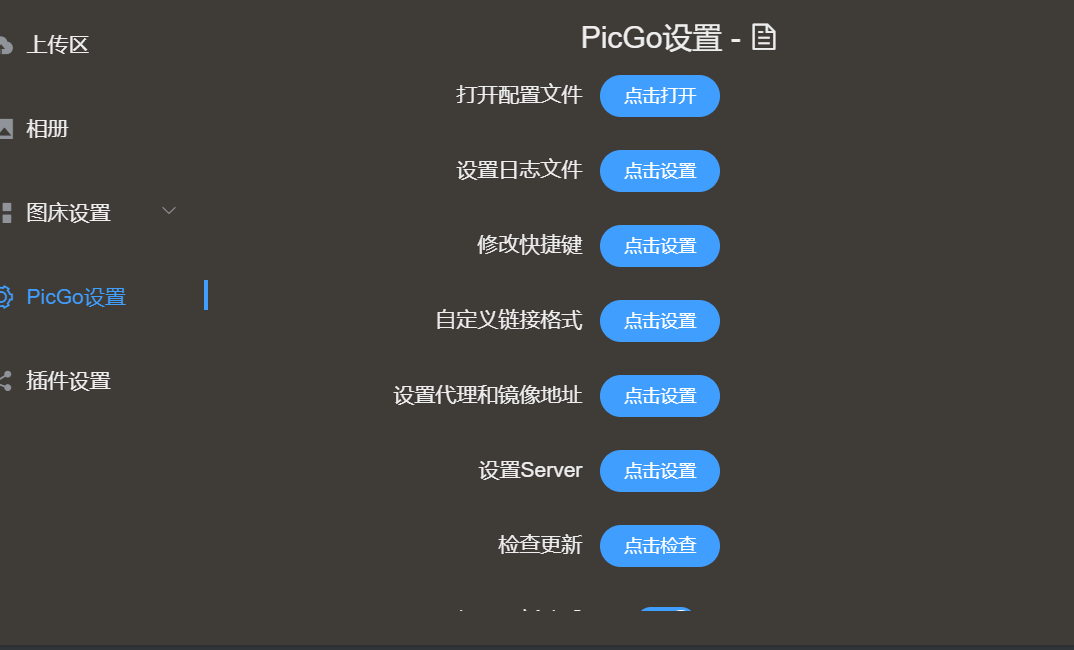 上传区
相册
图床设置
PicGo设置
插件设置
PicGo设置 -
打开配置文件 点击打开
设置日志文件 点击设置
修改快捷键 点击设置
自定义链接格式 点击设置
设置代理和镜像地址 点击设置
设置Server 点击设置
检查更新 点击检查